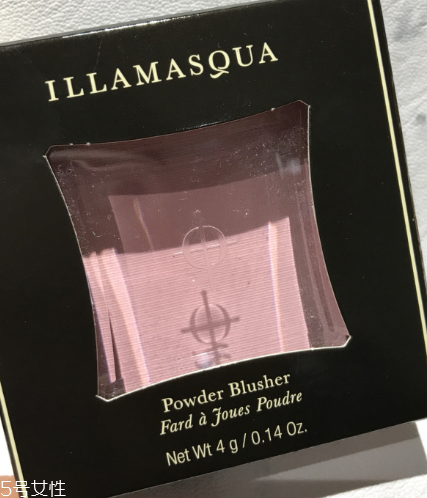 ILLAMASQUA
Powder Blusher
Fard à Joues Poudre
Net Wt 4 g / 0.14 Oz.
5号女性